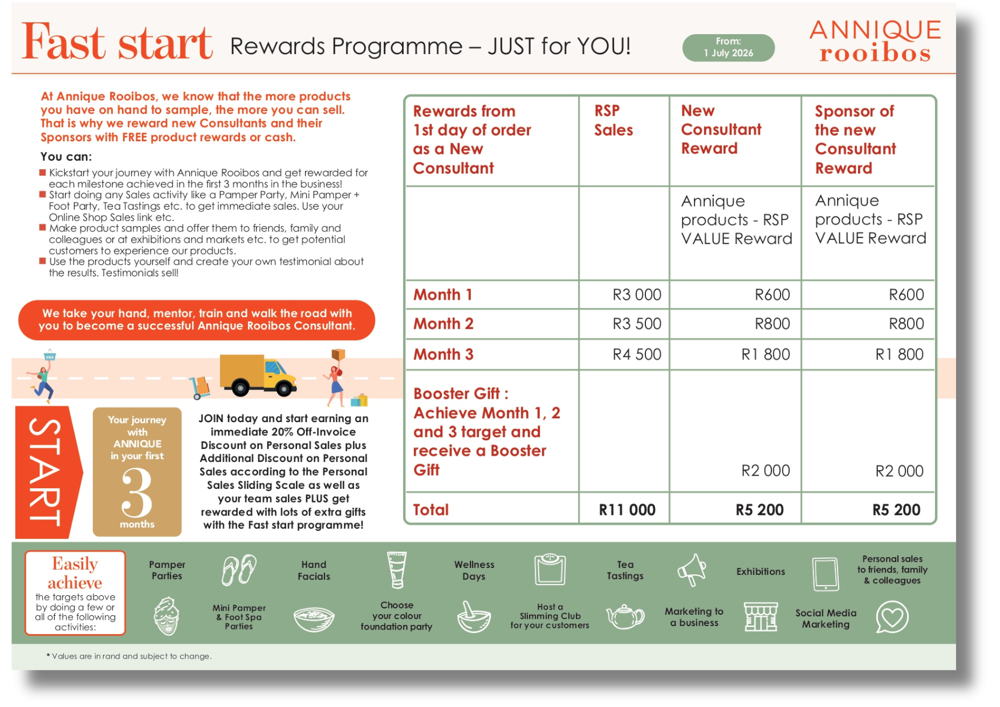 Fast start Rewards Programme – JUST for YOU!
From:
1 July 2026
ANNIQUE
rooibos
At Annique Rooibos, we know that the more products
you have on hand to sample, the more you can sell.
That is why we reward new Consultants and their
Sponsors with FREE product rewards or cash.
You can:
Kickstart your journey with Annique Rooibos and get rewarded for
each milestone achieved in the first 3 months in the business!
Start doing any Sales activity like a Pamper Party, Mini Pamper +
Foot Party, Tea Tastings etc. to get immediate sales. Use your
Online Shop Sales link etc.
Make product samples and offer them to friends, family and
colleagues or at exhibitions and markets etc. to get potential
customers to experience our products.
Use the products yourself and create your own testimonial about
the results. Testimonials sell!
We take your hand, mentor, train and walk the road with
you to become a successful Annique Rooibos Consultant.
START
Your journey
with
ANNIQUE
in your first
3
months
JOIN today and start earning an
immediate 20% Off-Invoice
Discount on Personal Sales plus
Additional Discount on Personal
Sales according to the Personal
Sales Sliding Scale as well as
your team sales PLUS get
rewarded with lots of extra gifts
with the Fast start programme!
Rewards from
1st day of order
as a New
Consultant
RSP
Sales
New
Consultant
Reward
Sponsor of
the new
Consultant
Reward
Annique
products - RSP
VALUE Reward
Annique
products - RSP
VALUE Reward
Month 1 R3 000 R600 R600
Month 2 R3 500 R800 R800
Month 3 R4 500 R1 800 R1 800
Booster Gift :
Achieve Month 1, 2
and 3 target and
receive a Booster
Gift R2 000 R2 000
Total R11 000 R5 200 R5 200
Easily
achieve
the targets above
by doing a few or
all of the following
activities:
Pamper
Parties
Hand
Facials
Wellness
Days
Tea
Tastings
Exhibitions
Personal sales
to friends, family
& colleagues
Mini Pamper
& Foot Spa
Parties
Choose
your colour
foundation party
Host a
Slimming Club
for your customers
Marketing to
a business
Social Media
Marketing
* Values are in rand and subject to change.